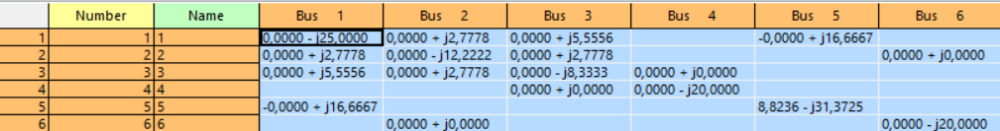 Number Name Bus 1 Bus 2 Bus 3 Bus 4 Bus 5 Bus 6
1 1 1 0,0000 - j25,0000 0,0000 + j2,7778 0,0000 + j5,5556 -0,0000 + j16,6667
2 2 2 0,0000 + j2,7778 0,0000 - j12,2222 0,0000 + j2,7778 0,0000 + j0,0000
3 3 3 0,0000 + j5,5556 0,0000 + j2,7778 0,0000 - j8,3333 0,0000 + j0,0000
4 4 4 0,0000 + j0,0000 0,0000 - j20,0000
5 5 5 -0,0000 + j16,6667 8,8236 - j31,3725
6 6 6 0,0000 + j0,0000 0,0000 - j20,0000